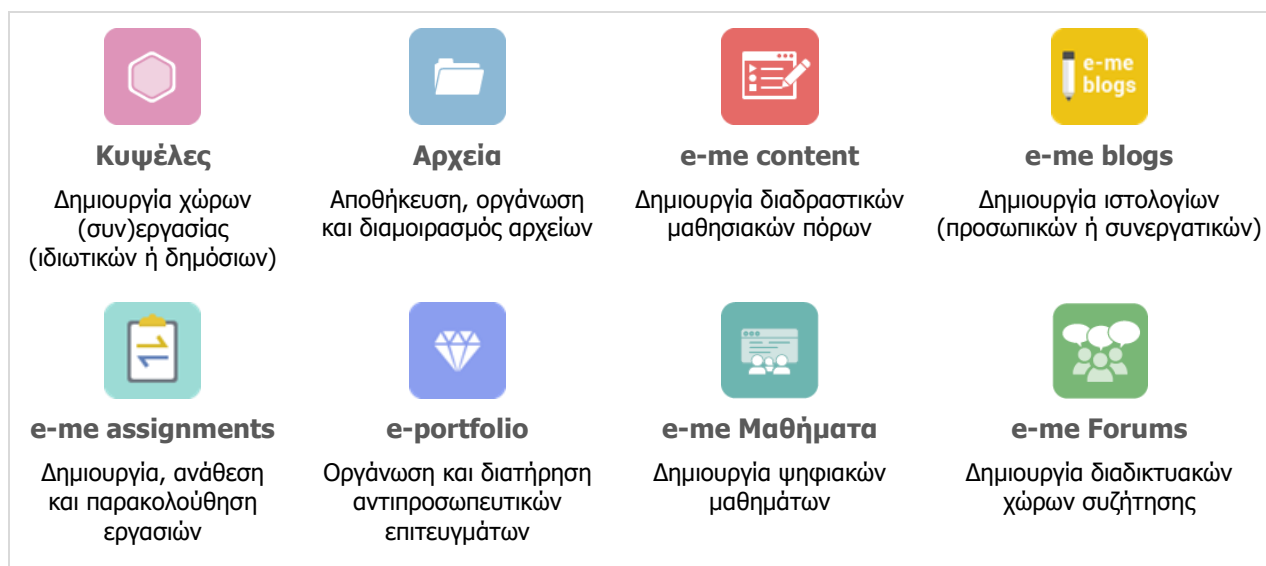 e-me
blogs
Κυψέλες
Δημιουργία χώρων
(συν)εργασίας
(ιδιωτικών ή δημόσιων)
Αρχεία
Αποθήκευση, οργάνωση
και διαμοιρασμός αρχείων
e-me content
Δημιουργία διαδραστικών
μαθησιακών πόρων
e-me blogs
Δημιουργία ιστολογίων
(προσωπικών ή συνεργατικών)
e-me assignments
Δημιουργία, ανάθεση
και παρακολούθηση
εργασιών
e-portfolio
Οργάνωση και διατήρηση
αντιπροσωπευτικών
επιτευγμάτων
e-me Μαθήματα
Δημιουργία ψηφιακών
μαθημάτων
e-me Forums
Δημιουργία διαδικτυακών
χώρων συζήτησης